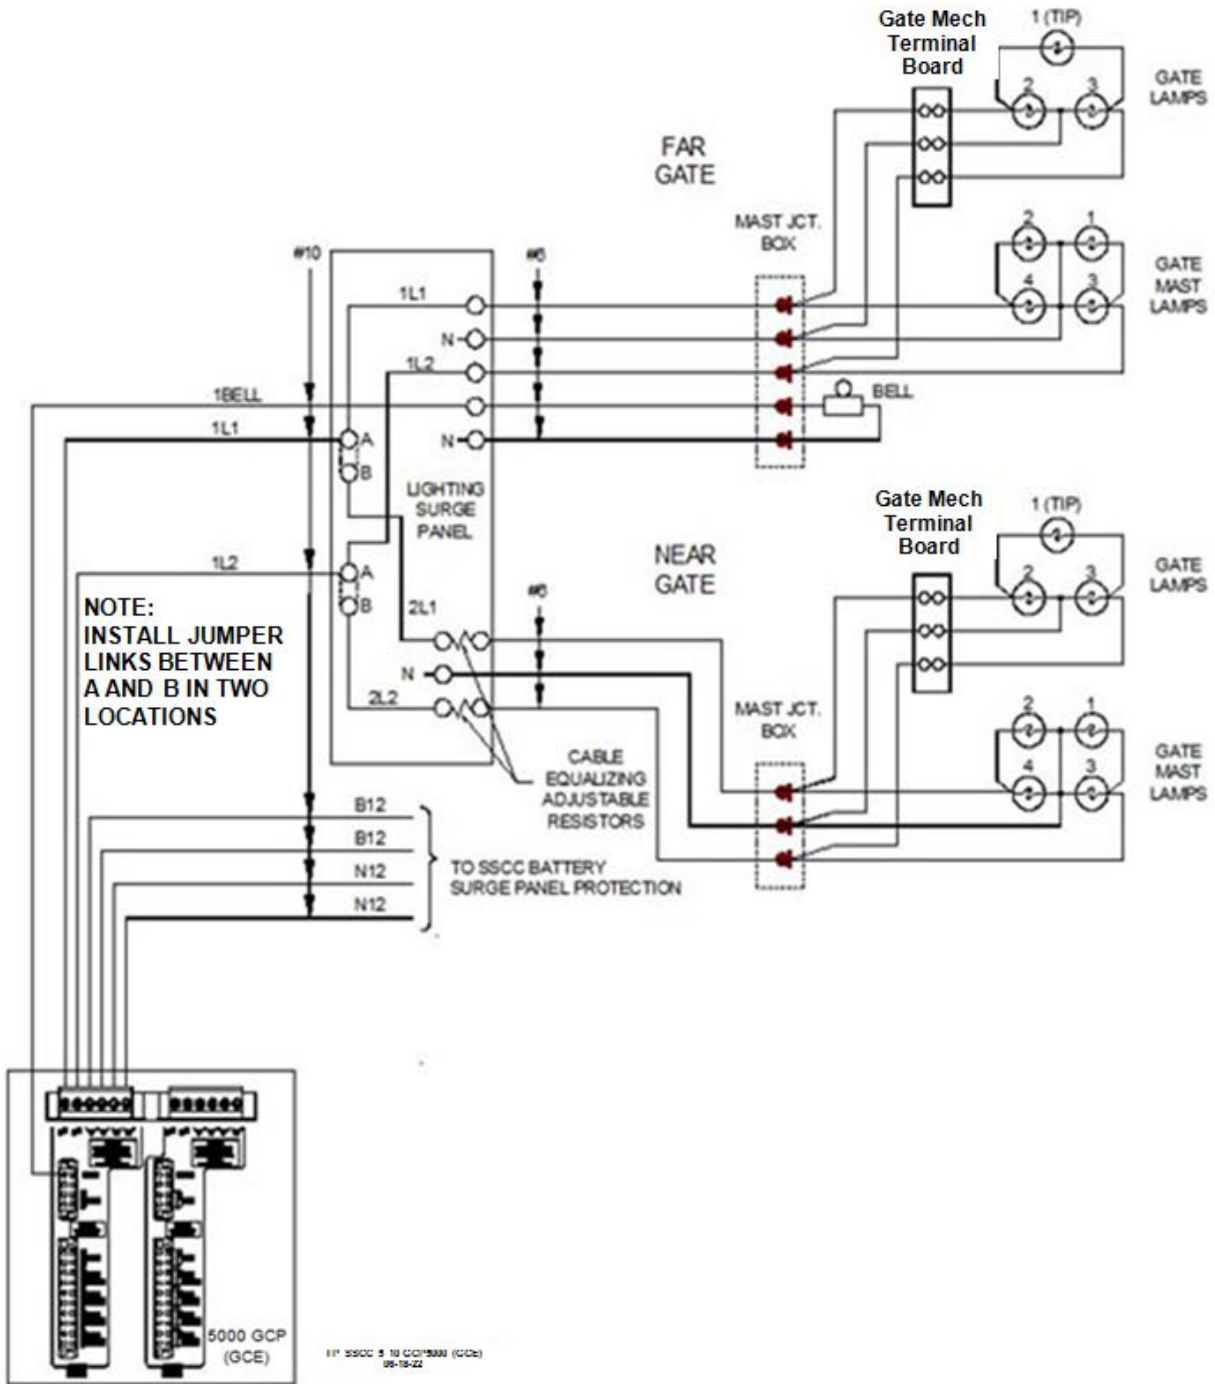 Gate Mech
Terminal
Board
1 (TIP)
2
3
GATE
LAMPS
FAR
GATE
MAST JCT.
BOX
2
1
4
3
GATE
MAST
LAMPS
#10
#6
1L1
N
1L2
1BELL
BELL
1L1
A
N
B
LIGHTING
SURGE
PANEL
Gate Mech
Terminal
Board
1 (TIP)
NEAR
GATE
1L2
A
B
2L1
#6
2
3
GATE
LAMPS
NOTE:
INSTALL JUMPER
LINKS BETWEEN
A AND B IN TWO
LOCATIONS
N
2L2
MAST JCT.
BOX
2
1
4
3
GATE
MAST
LAMPS
CABLE
EQUALIZING
ADJUSTABLE
RESISTORS
B12
B12
N12
N12
TO SSCC BATTERY
SURGE PANEL PROTECTION
5000 GCP
(GCE)